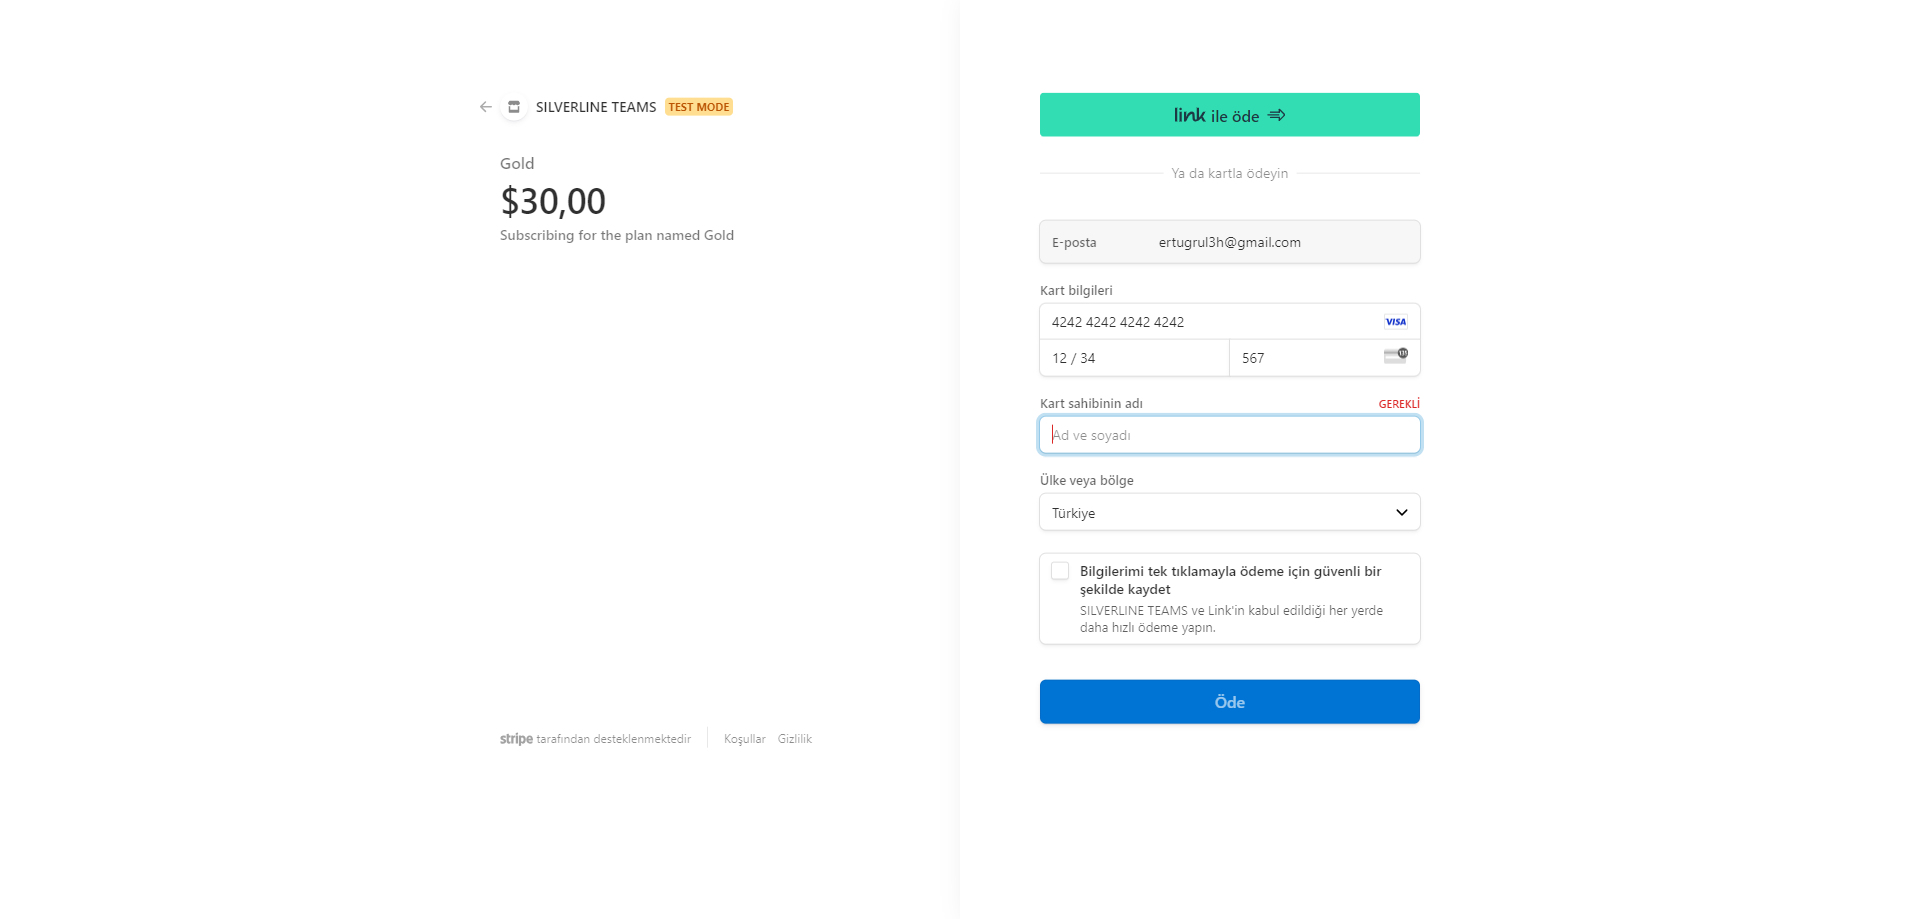 SILVERLINE TEAMS TEST MODE
Gold
$30,00
Subscribing for the plan named Gold
stripe tarafından desteklenmektedir Koşullar Gizlilik
link ile öde
Ya da kartla ödeyin
E-posta ertugrul3h@gmail.com
Kart bilgileri
4242 4242 4242 4242 VISA
12 / 34 567
Kart sahibinin adı GEREKLİ
Ad ve soyadı
Ülke veya bölge
Türkiye
Bilgilerimi tek tıklamayla ödeme için güvenli bir
şekilde kaydet
SILVERLINE TEAMS ve Link'in kabul edildiği her yerde
daha hızlı ödeme yapın.
Öde